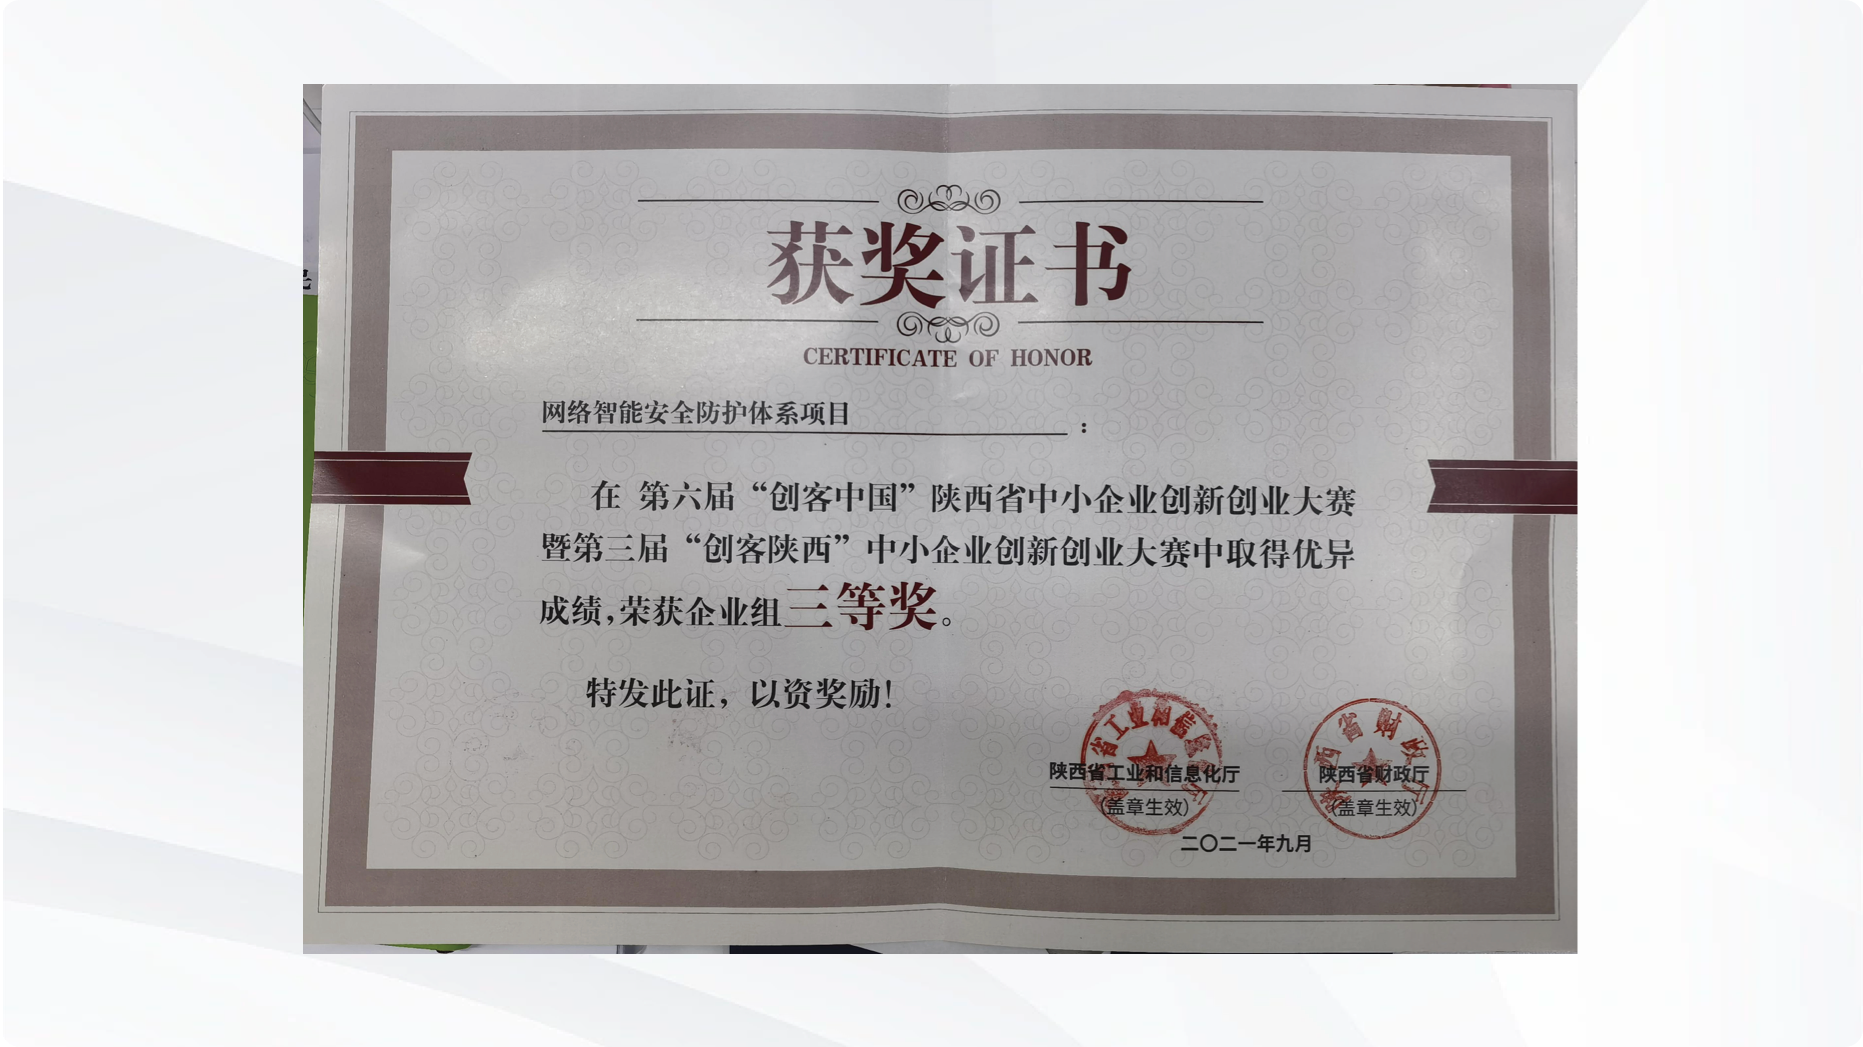 获奖证书
CERTIFICATE OF HONOR
网络智能安全防护体系项目：
在 第六届“创客中国”陕西省中小企业创新创业大赛
暨第三届“创客陕西”中小企业创新创业大赛中取得优异
成绩,荣获企业组三等奖。
特发此证，以资奖励！
陕西省工业和信息化厅 陕西省财政厅
(盖章生效) (盖章生效)
二〇二一年九月